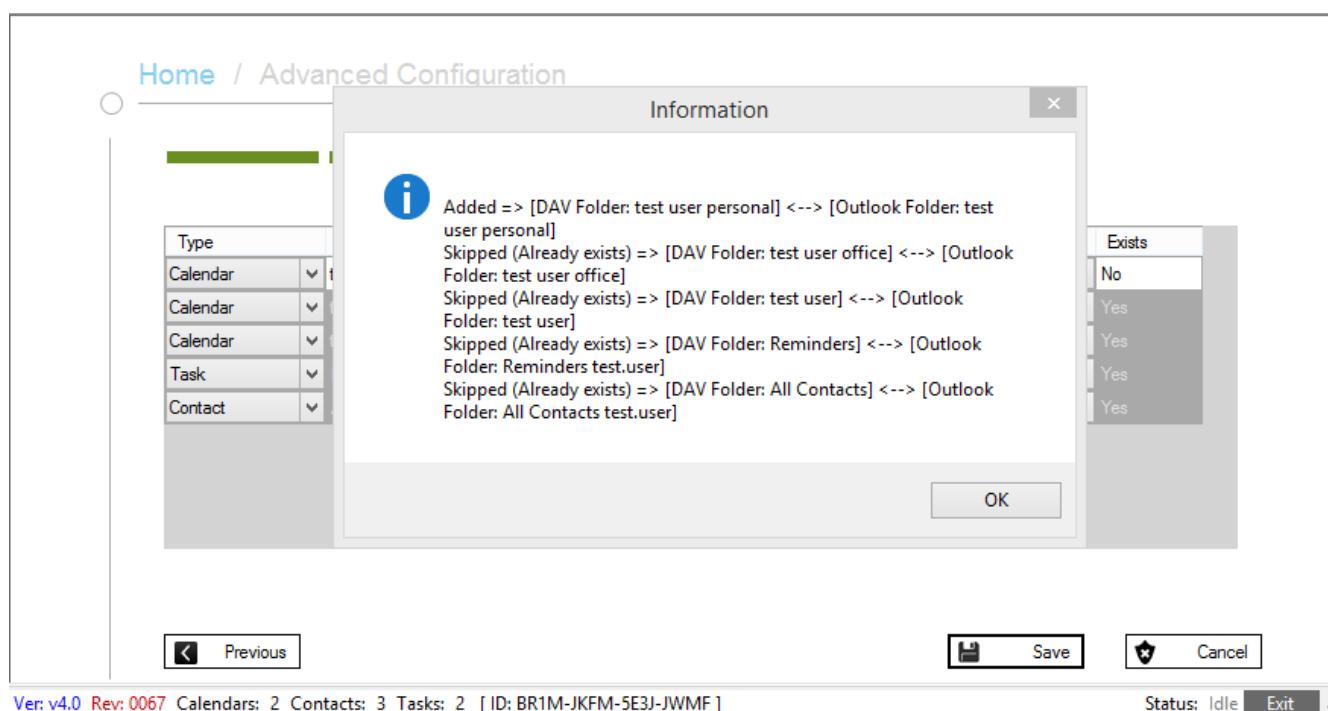 Home / Advanced Configuration
Information
Added => [DAV Folder: test user personal] <--> [Outlook Folder: test
user personal]
Skipped (Already exists) => [DAV Folder: test user office] <--> [Outlook
Folder: test user office]
Skipped (Already exists) => [DAV Folder: test user] <--> [Outlook
Folder: test user]
Skipped (Already exists) => [DAV Folder: Reminders] <--> [Outlook
Folder: Reminders test.user]
Skipped (Already exists) => [DAV Folder: All Contacts] <--> [Outlook
Folder: All Contacts test.user]
OK
Type Exists
Calendar No
Calendar Yes
Calendar Yes
Task Yes
Contact Yes
Previous Save Cancel
Ver: v4.0 Rev: 0067 Calendars: 2 Contacts: 3 Tasks: 2 [ ID: BR1M-JKFM-5E3J-JWMF ] Status: Idle Exit